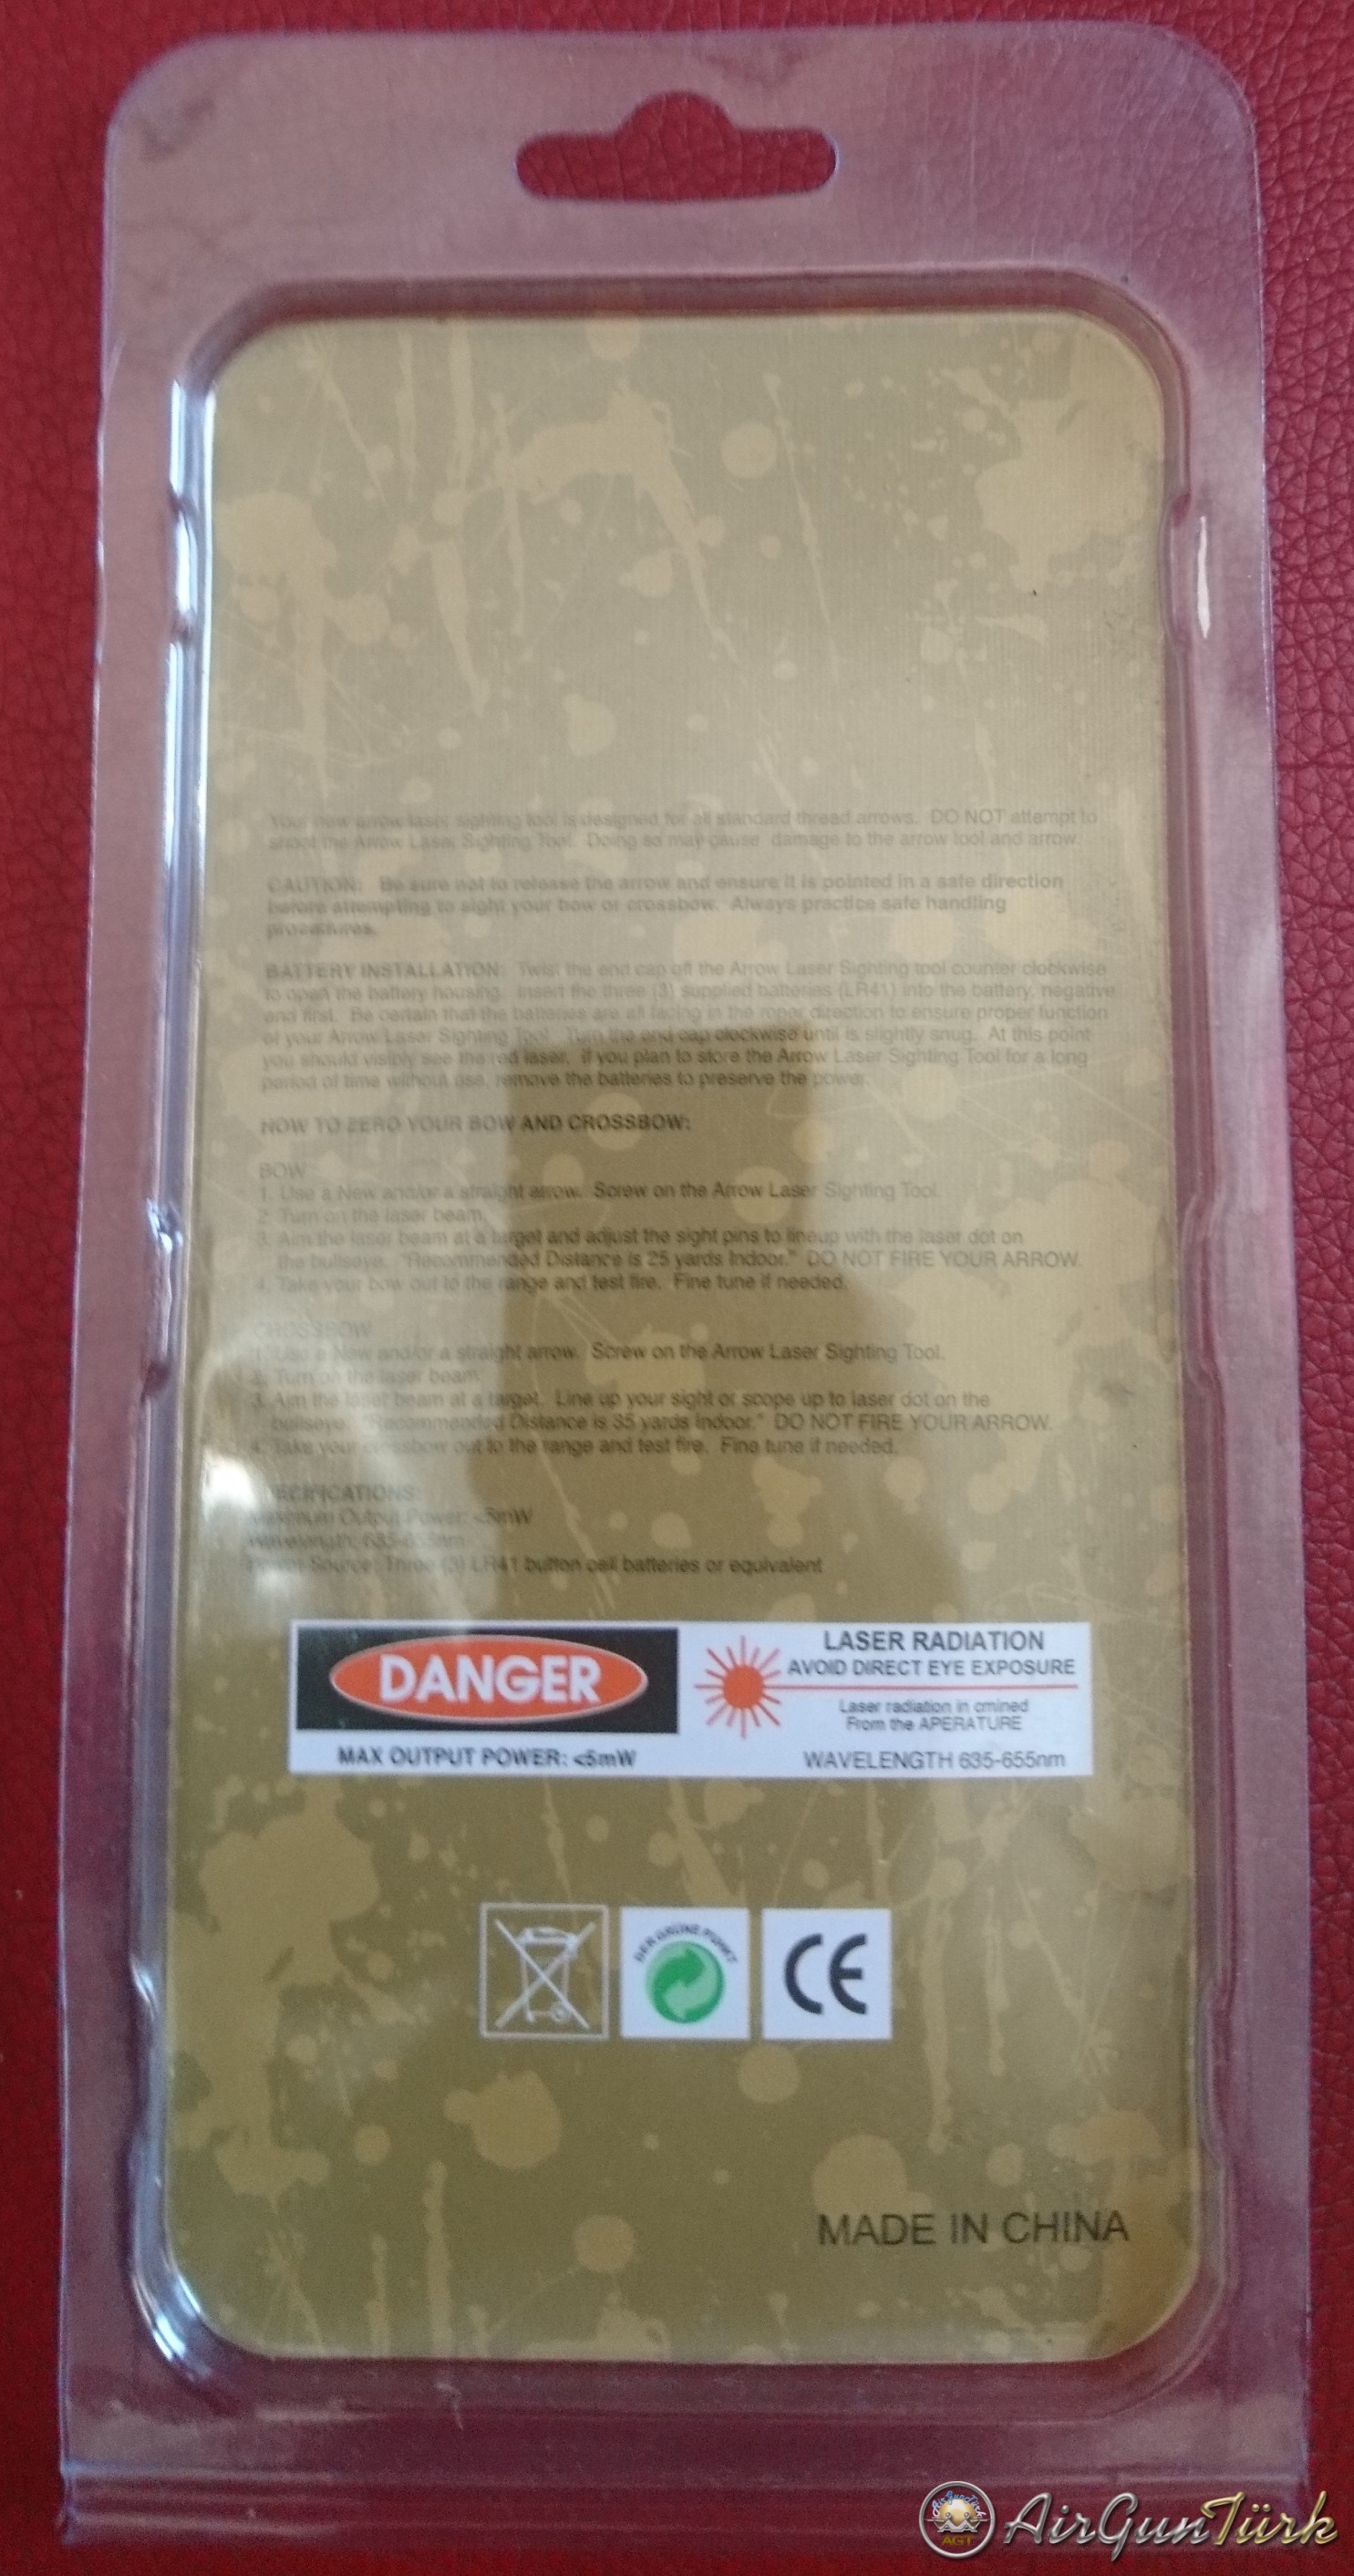 Your new arrow laser sighting tool is designed for all standard thread arrows. DO NOT attempt to
shoot the Arrow Laser Sighting Tool. Doing so may cause damage to the arrow tool and arrow.
CAUTION: Be sure not to release the arrow and ensure it is pointed in a safe direction
before attempting to sight your bow or crossbow. Always practice safe handling
procedures.
BATTERY INSTALLATION: Twist the end cap off the Arrow Laser Sighting tool counter clockwise
to open the battery housing. Insert the three (3) supplied batteries (LR41) into the battery, negative
end first. Be certain that the batteries are all facing in the roper direction to ensure proper function
of your Arrow Laser Sighting Tool. Turn the end cap clockwise until is slightly snug. At this point
you should visibly see the red laser. If you plan to store the Arrow Laser Sighting Tool for a long
period of time without use, remove the batteries to preserve the power.
HOW TO ZERO YOUR BOW AND CROSSBOW:
BOW
1. Use a New and/or a straight arrow. Screw on the Arrow Laser Sighting Tool.
2. Turn on the laser beam.
3. Aim the laser beam at a target and adjust the sight pins to lineup with the laser dot on
the bullseye. "Recommended Distance is 25 yards Indoor." DO NOT FIRE YOUR ARROW.
4. Take your bow out to the range and test fire. Fine tune if needed.
CROSSBOW
1. Use a New and/or a straight arrow. Screw on the Arrow Laser Sighting Tool.
2. Turn on the laser beam.
3. Aim the laser beam at a target. Line up your sight or scope up to laser dot on the
bullseye. "Recommended Distance is 35 yards Indoor." DO NOT FIRE YOUR ARROW.
4. Take your crossbow out to the range and test fire. Fine tune if needed.
SPECIFICATIONS:
Maximum Output Power: <5mW
Wavelength: 635-655nm
Power Source: Three (3) LR41 button cell batteries or equivalent
DANGER
LASER RADIATION
AVOID DIRECT EYE EXPOSURE
Laser radiation in cmined
From the APERATURE
MAX OUTPUT POWER: <5mW
WAVELENGTH 635-655nm
DER GRÜNE PUNKT
CE
MADE IN CHINA
AirGunTürk
AGT
AirGunTürk